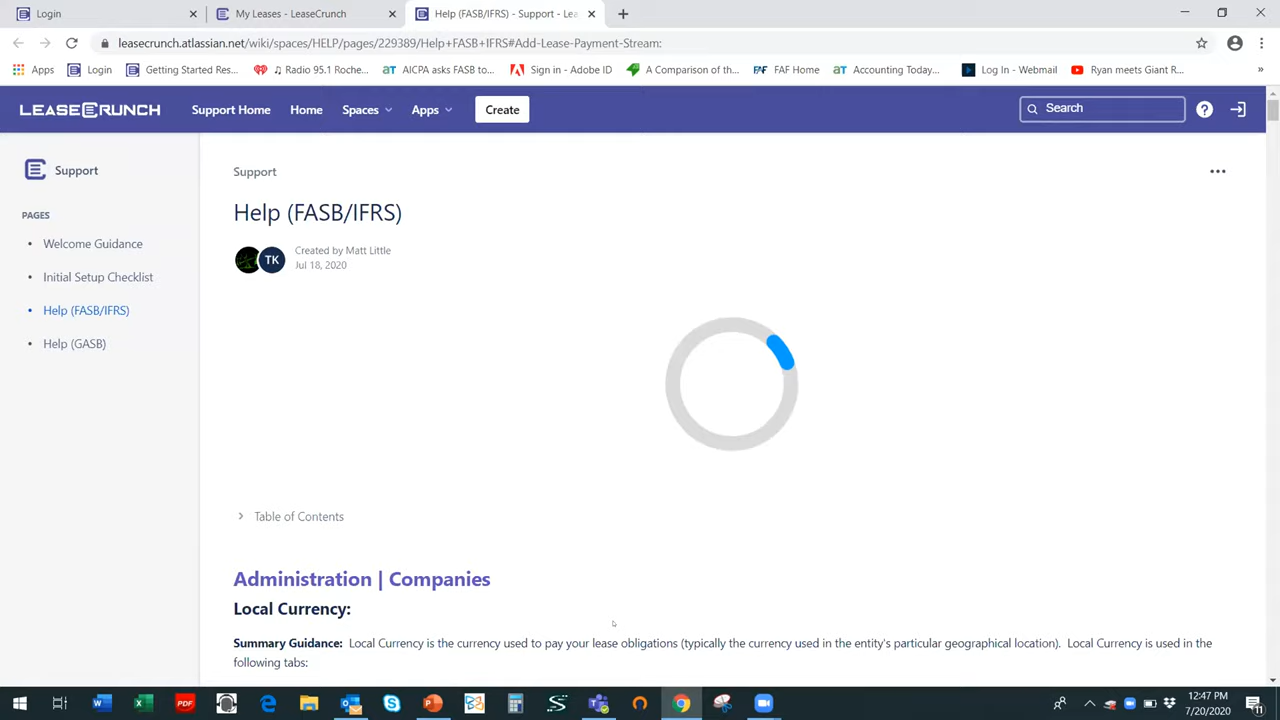 Login
My Leases - LeaseCrunch
Help (FASB/IFRS) - Support - Lea
leasecrunch.atlassian.net/wiki/spaces/HELP/pages/229389/Help+FASB+IFRS#Add-Lease-Payment-Stream:
Apps
Login
Getting Started Res...
♫ Radio 95.1 Roche...
AICPA asks FASB to...
Sign in - Adobe ID
A Comparison of th...
FAF Home
Accounting Today...
Log In - Webmail
Ryan meets Giant R...
LEASECRUNCH
Support Home
Home
Spaces
Apps
Create
Search
Support
PAGES
• Welcome Guidance
• Initial Setup Checklist
• Help (FASB/IFRS)
• Help (GASB)
Support
Help (FASB/IFRS)
TK
Created by Matt Little
Jul 18, 2020
Table of Contents
Administration | Companies
Local Currency:
Summary Guidance: Local Currency is the currency used to pay your lease obligations (typically the currency used in the entity's particular geographical location). Local Currency is used in the
following tabs:
12:47 PM
7/20/2020